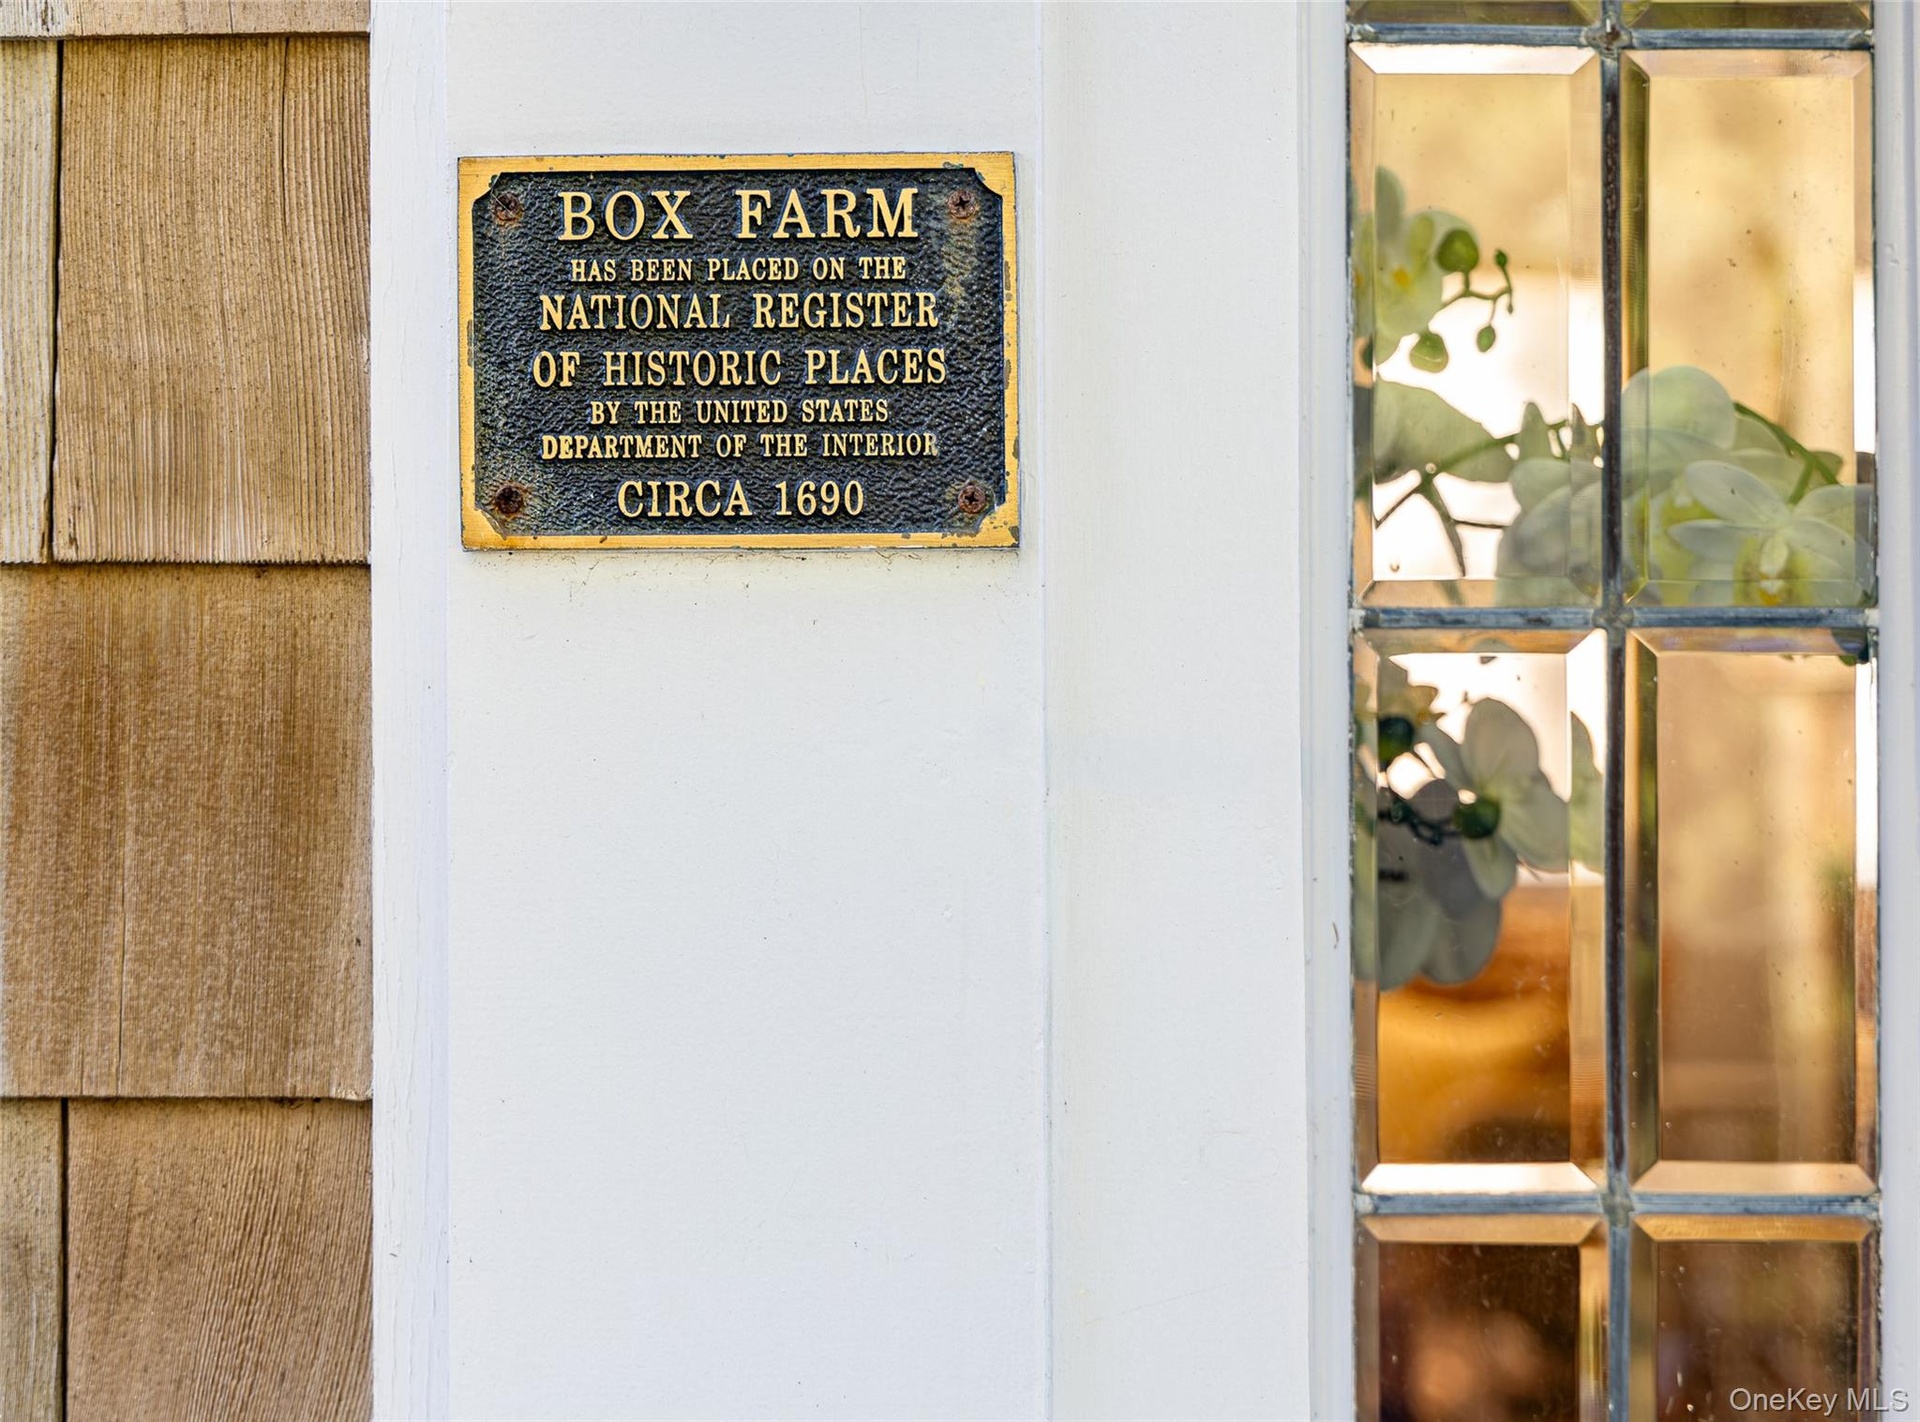 BOX FARM
HAS BEEN PLACED ON THE
NATIONAL REGISTER
OF HISTORIC PLACES
BY THE UNITED STATES
DEPARTMENT OF THE INTERIOR
CIRCA 1690
OneKey MLS